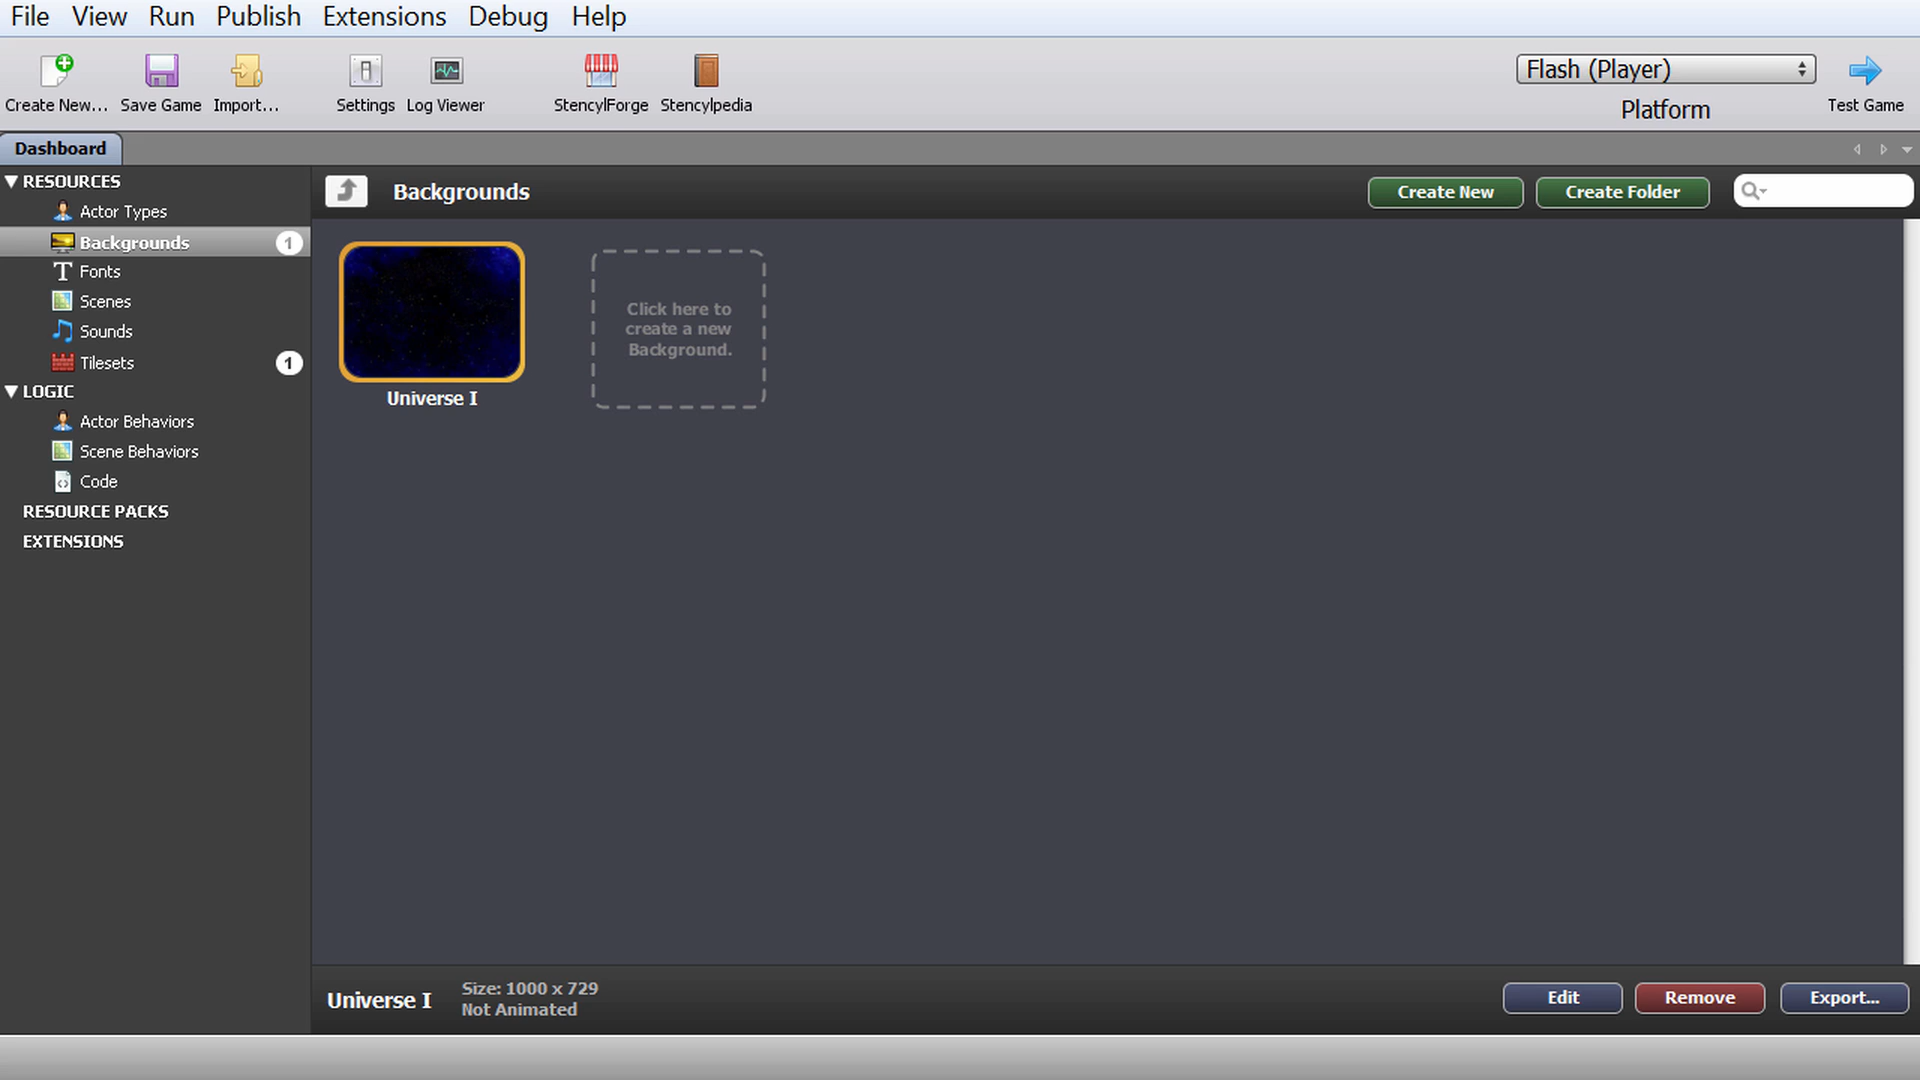 File View Run Publish Extensions Debug Help
Create New... Save Game Import... Settings Log Viewer StencylForge Stencylpedia
Flash (Player)
Platform
Test Game
Dashboard
RESOURCES
Actor Types
Backgrounds 1
Fonts
Scenes
Sounds
Tilesets 1
LOGIC
Actor Behaviors
Scene Behaviors
Code
RESOURCE PACKS
EXTENSIONS
Backgrounds
Create New
Create Folder
Universe I
Click here to
create a new
Background.
Universe I
Size: 1000 x 729
Not Animated
Edit
Remove
Export...